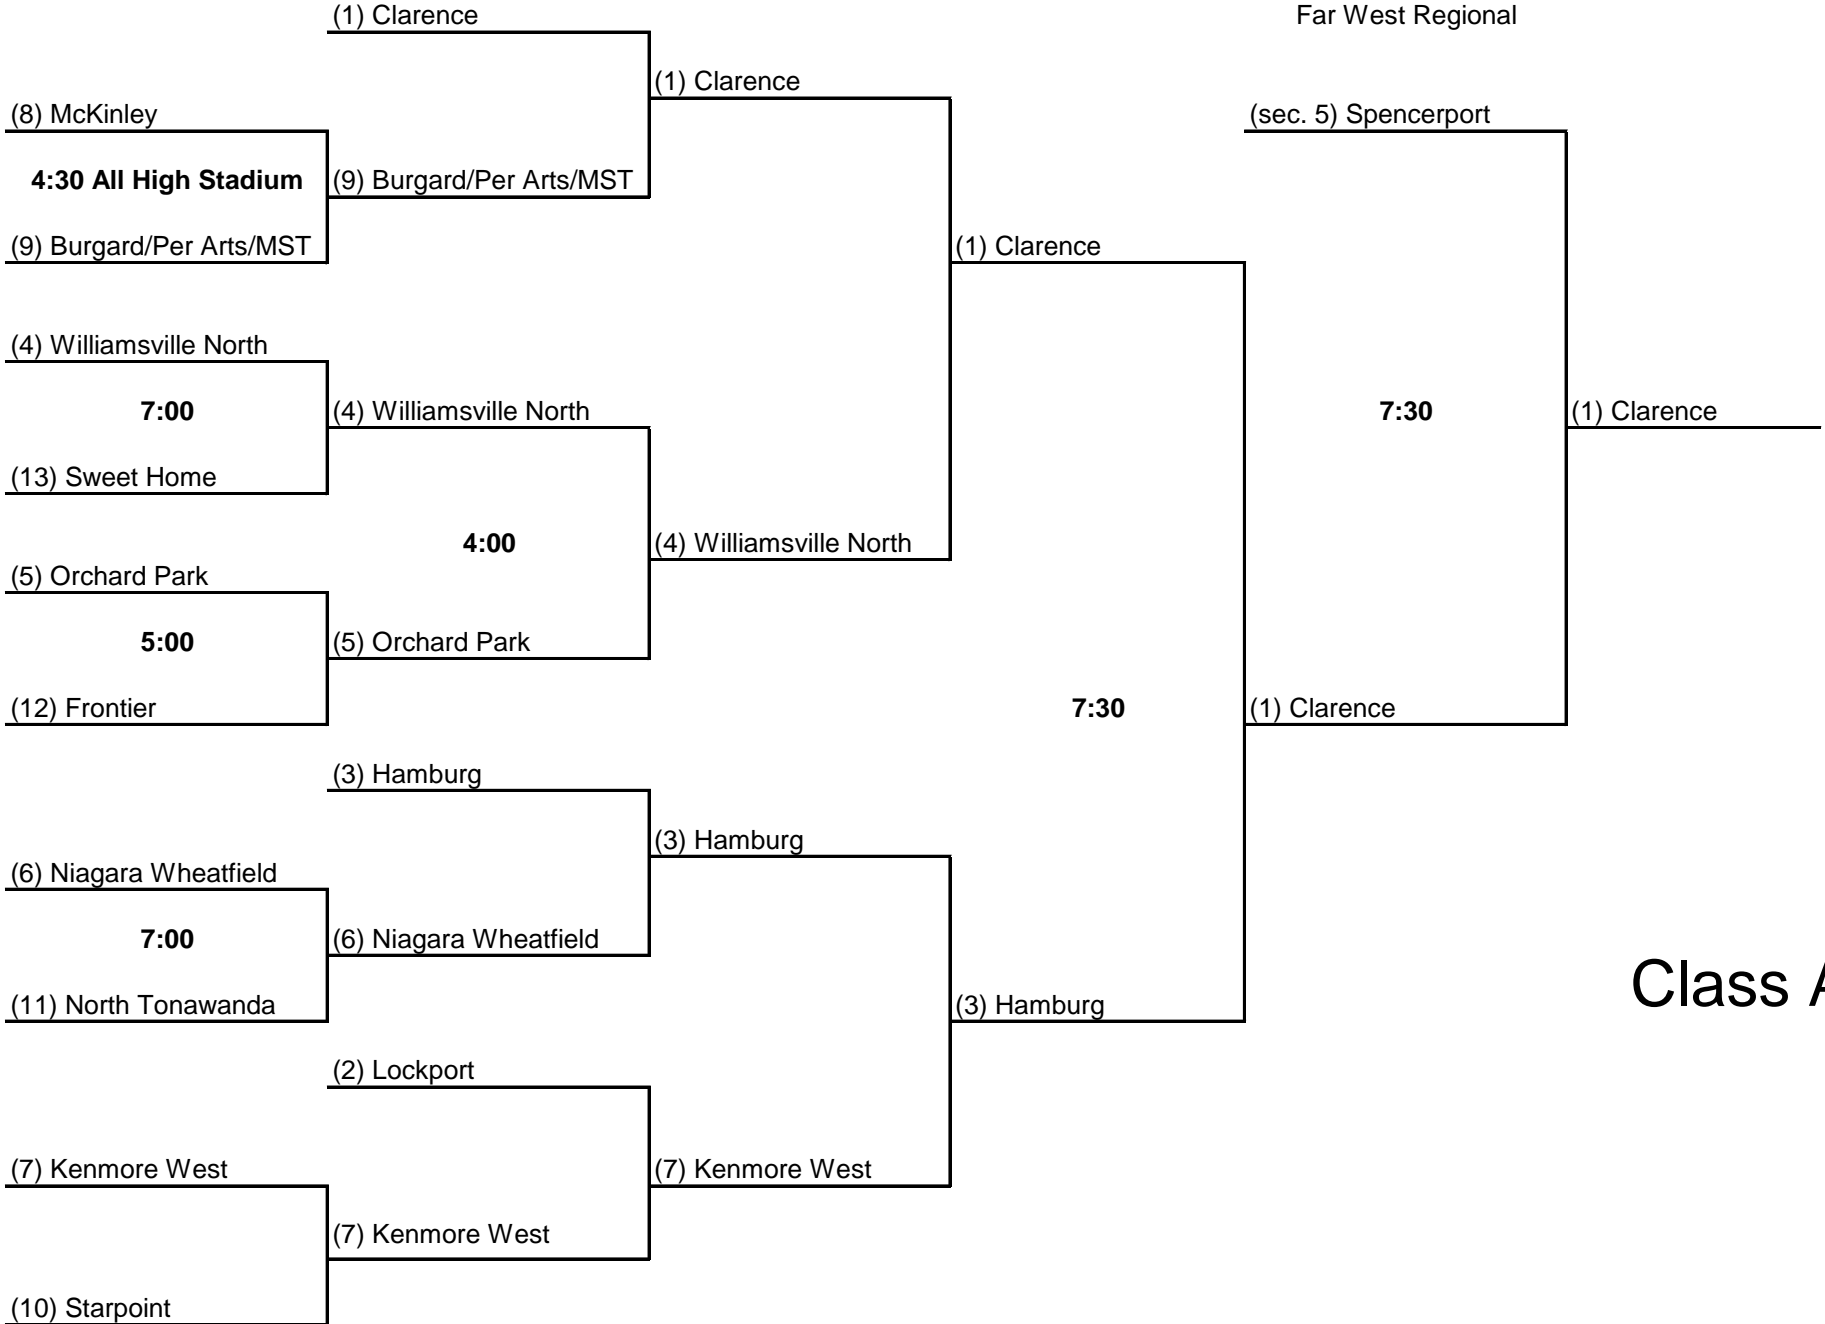 (1) Clarence
Far West Regional
(1) Clarence
(8) McKinley
(sec. 5) Spencerport
4:30 All High Stadium
(9) Burgard/Per Arts/MST
(9) Burgard/Per Arts/MST
(1) Clarence
(4) Williamsville North
7:00
(4) Williamsville North
7:30
(1) Clarence
(13) Sweet Home
4:00
(4) Williamsville North
(5) Orchard Park
5:00
(5) Orchard Park
(12) Frontier
7:30
(1) Clarence
(3) Hamburg
(3) Hamburg
(6) Niagara Wheatfield
7:00
(6) Niagara Wheatfield
(11) North Tonawanda
(3) Hamburg
Class A
(2) Lockport
(7) Kenmore West
(7) Kenmore West
(7) Kenmore West
(10) Starpoint